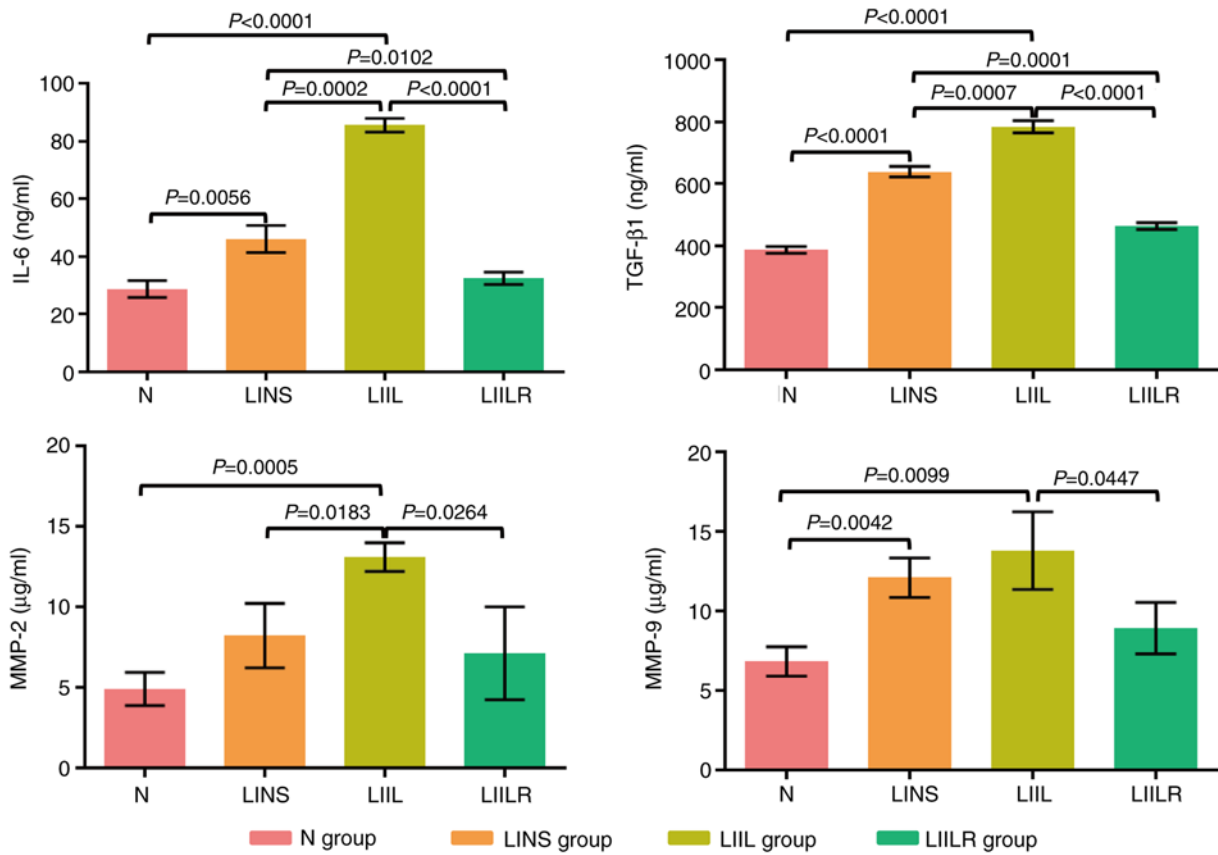 P<0.0001
P=0.0102
P=0.0002
P<0.0001
P=0.0056
IL-6 (ng/ml)
100
80
60
40
20
0
N
LINS
LIIL
LIILR
P<0.0001
P=0.0001
P=0.0007
P<0.0001
P<0.0001
TGF-β1 (ng/ml)
1000
800
600
400
200
0
N
LINS
LIIL
LIILR
P=0.0005
P=0.0183
P=0.0264
MMP-2 (μg/ml)
20
15
10
5
0
N
LINS
LIIL
LIILR
P=0.0099
P=0.0447
P=0.0042
MMP-9 (μg/ml)
20
15
10
5
0
N
LINS
LIIL
LIILR
N group
LINS group
LIIL group
LIILR group